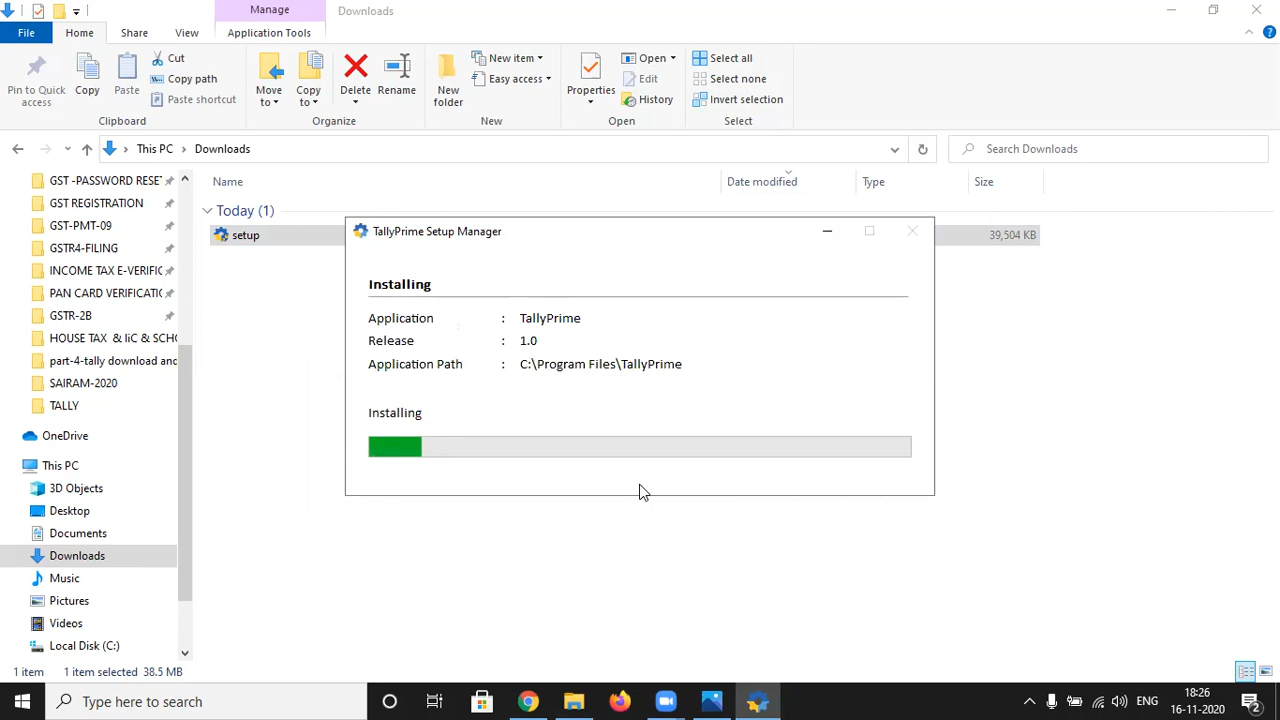 Manage
Downloads
File
Home
Share
View
Application Tools
Pin to Quick access
Copy
Paste
Cut
Copy path
Paste shortcut
Move to
Copy to
Delete
Rename
New folder
New item
Easy access
Properties
Open
Edit
History
Select all
Select none
Invert selection
Clipboard
Organize
New
Open
Select
This PC
Downloads
Search Downloads
Name
Date modified
Type
Size
Today (1)
setup
39,504 KB
GST -PASSWORD RESE
GST REGISTRATION
GST-PMT-09
GSTR4-FILING
INCOME TAX E-VERIFIC
PAN CARD VERIFICATIO
GSTR-2B
HOUSE TAX & IiC & SCHO
part-4-tally download and
SAIRAM-2020
TALLY
OneDrive
This PC
3D Objects
Desktop
Documents
Downloads
Music
Pictures
Videos
Local Disk (C:)
TallyPrime Setup Manager
Installing
Application : TallyPrime
Release : 1.0
Application Path : C:\Program Files\TallyPrime
Installing
1 item
1 item selected 38.5 MB
Type here to search
ENG
18:26
16-11-2020
2